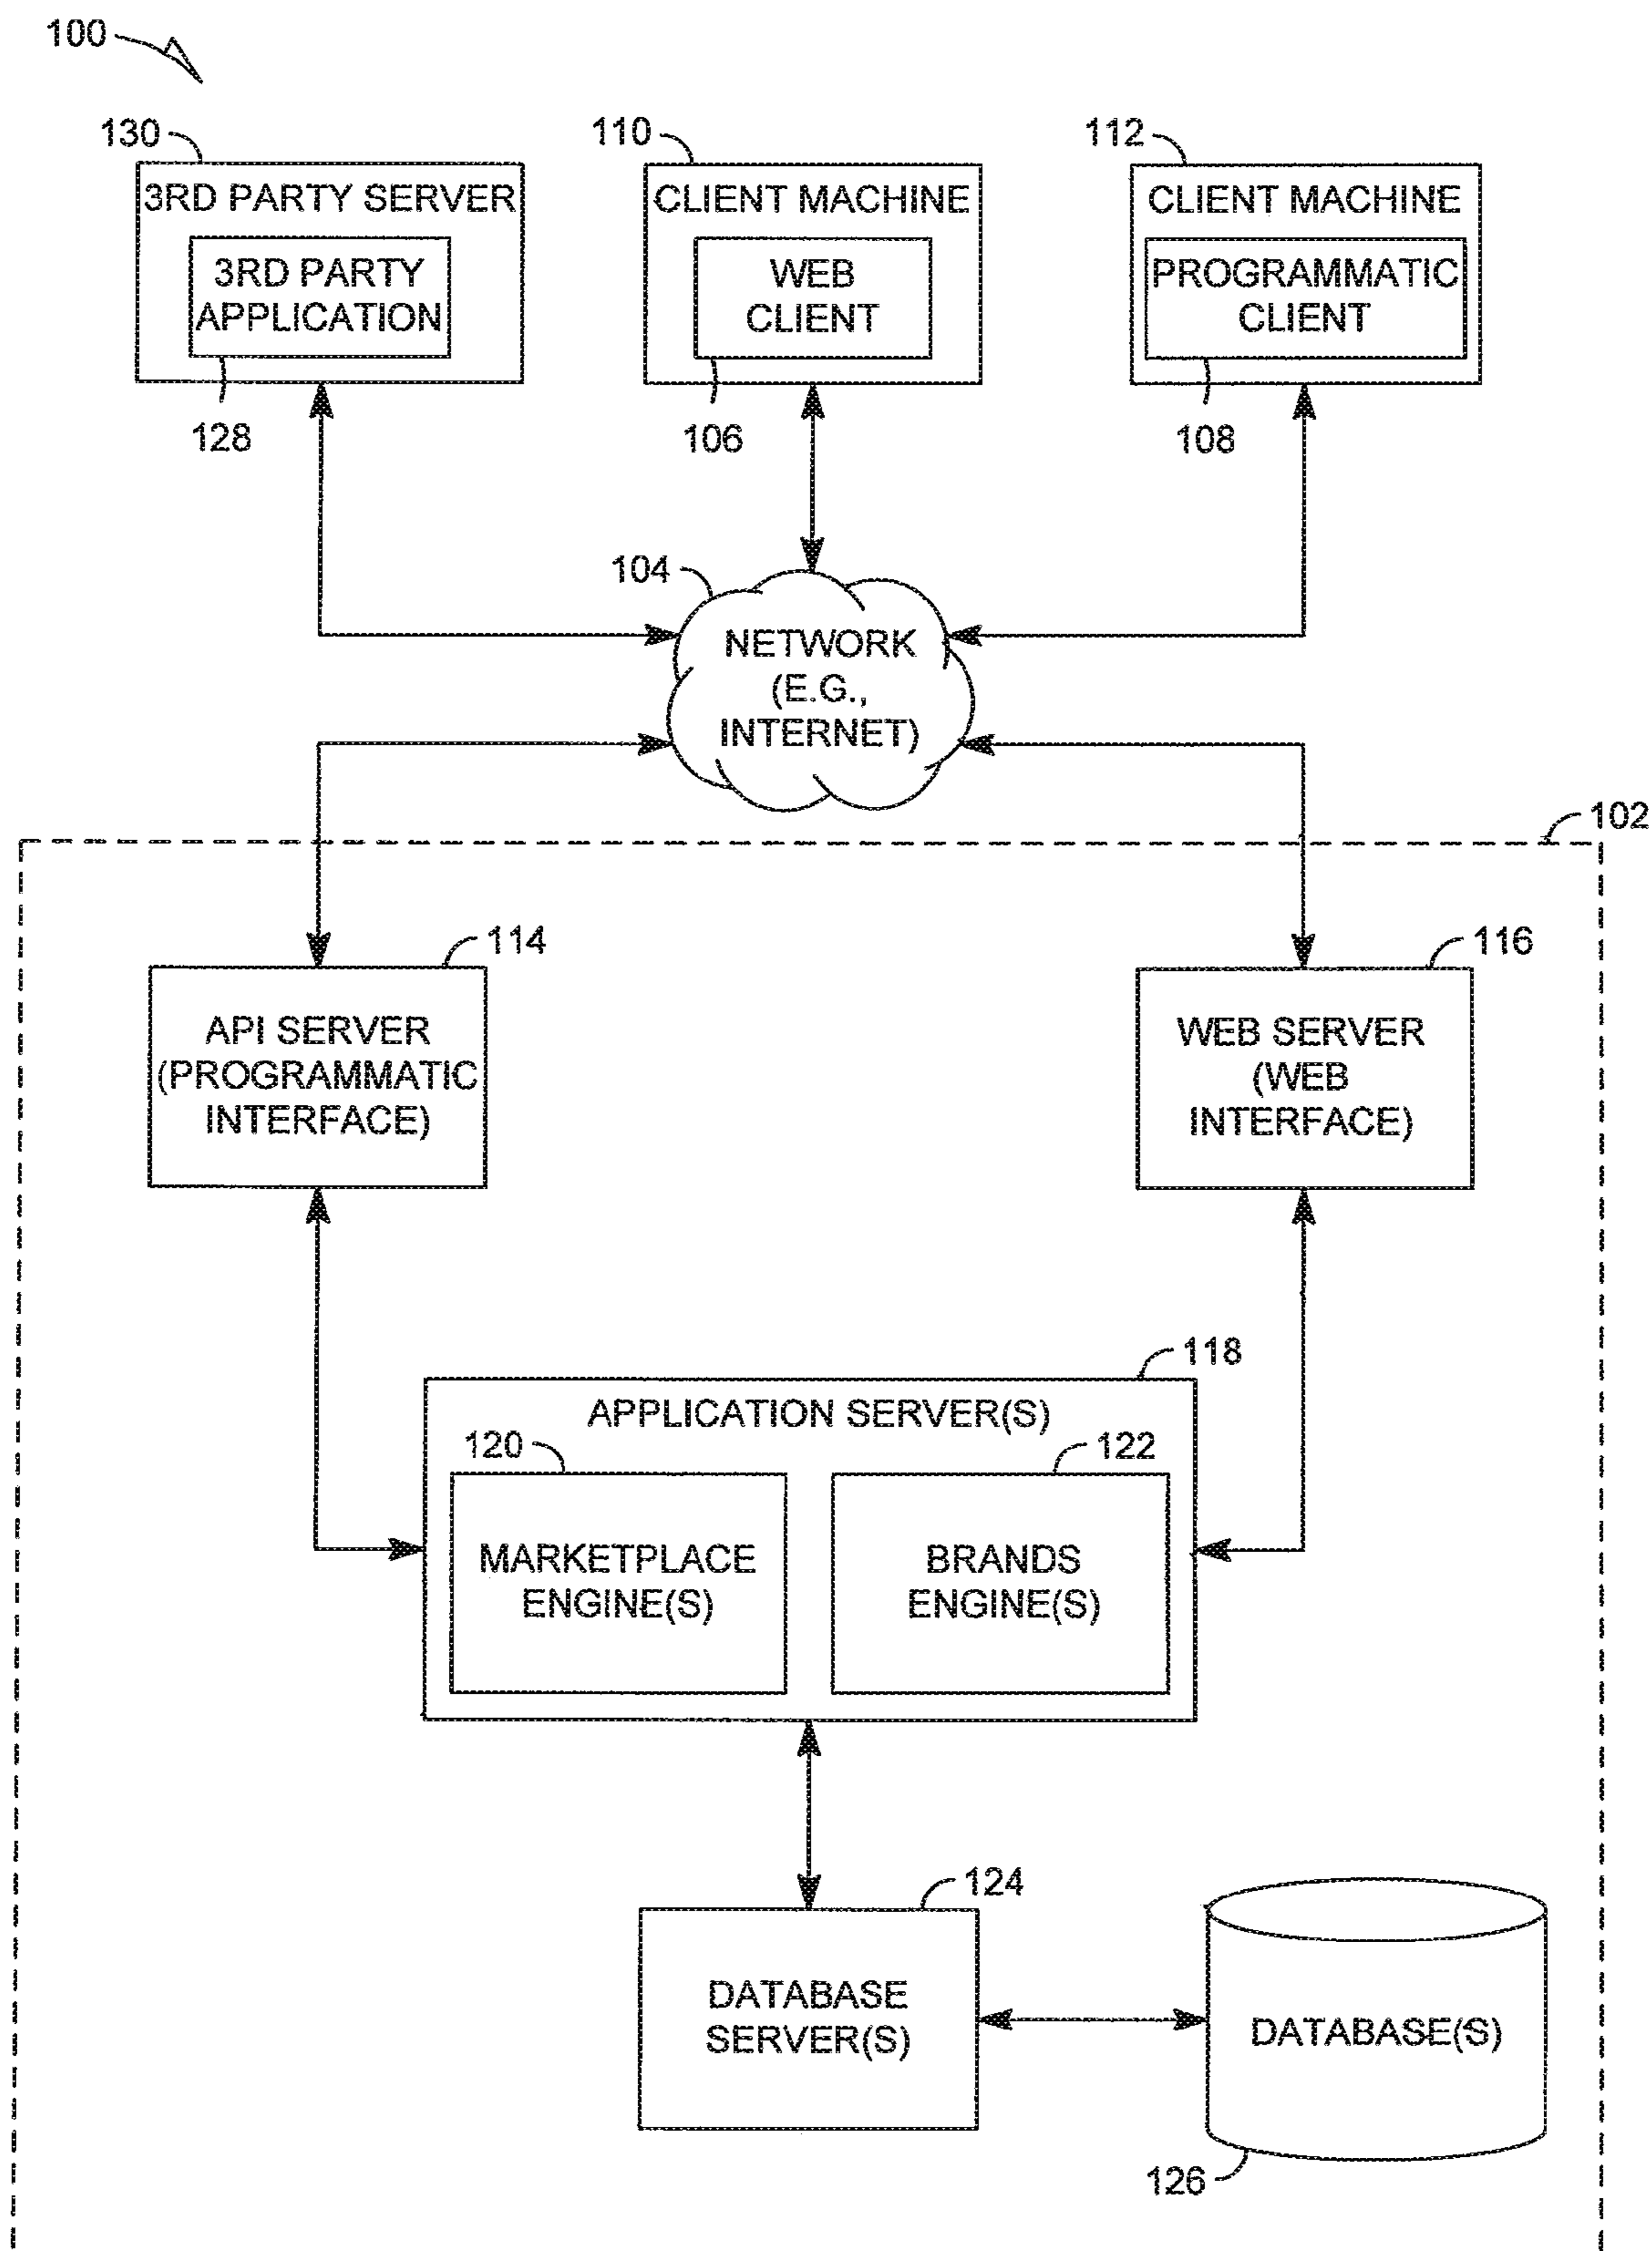 100
130
110
112
3RD PARTY SERVER
CLIENT MACHINE
CLIENT MACHINE
3RD PARTY
APPLICATION
WEB
CLIENT
PROGRAMMATIC
CLIENT
128
106
108
104
NETWORK
(E.G.,
INTERNET)
102
114
116
API SERVER
(PROGRAMMATIC
INTERFACE)
WEB SERVER
(WEB
INTERFACE)
118
APPLICATION SERVER(S)
120
122
MARKETPLACE
ENGINE(S)
BRANDS
ENGINE(S)
124
DATABASE
SERVER(S)
DATABASE(S)
126